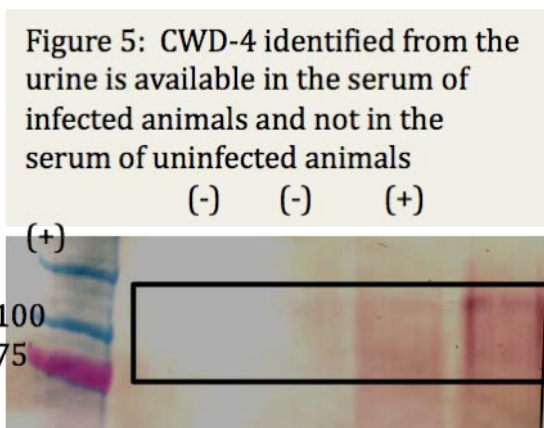 Figure 5: CWD-4 identified from the
urine is available in the serum of
infected animals and not in the
serum of uninfected animals
(-) (-) (+)
(+)
100
75